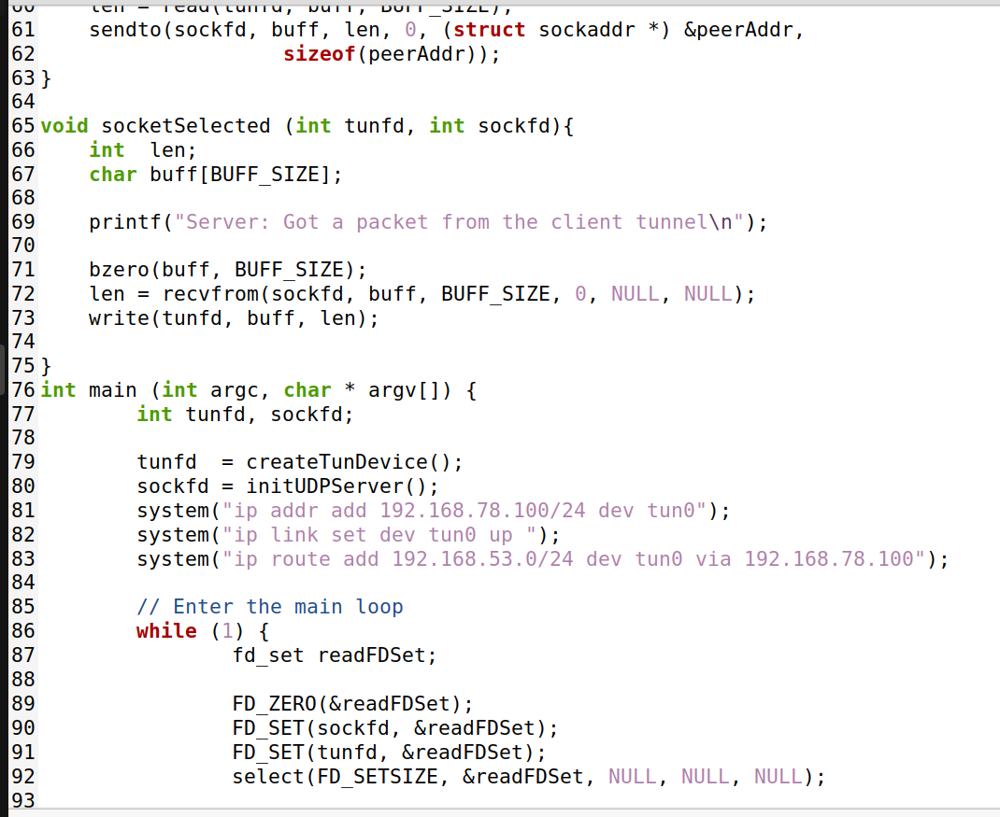 60     len = read(tunfd, buff, BUFF_SIZE);
61     sendto(sockfd, buff, len, 0, (struct sockaddr *) &peerAddr,
62                     sizeof(peerAddr));
63 }
64
65 void socketSelected (int tunfd, int sockfd){
66     int  len;
67     char buff[BUFF_SIZE];
68
69     printf("Server: Got a packet from the client tunnel\n");
70
71     bzero(buff, BUFF_SIZE);
72     len = recvfrom(sockfd, buff, BUFF_SIZE, 0, NULL, NULL);
73     write(tunfd, buff, len);
74
75 }
76 int main (int argc, char * argv[]) {
77         int tunfd, sockfd;
78
79         tunfd  = createTunDevice();
80         sockfd = initUDPServer();
81         system("ip addr add 192.168.78.100/24 dev tun0");
82         system("ip link set dev tun0 up ");
83         system("ip route add 192.168.53.0/24 dev tun0 via 192.168.78.100");
84
85         // Enter the main loop
86         while (1) {
87                 fd_set readFDSet;
88
89                 FD_ZERO(&readFDSet);
90                 FD_SET(sockfd, &readFDSet);
91                 FD_SET(tunfd, &readFDSet);
92                 select(FD_SETSIZE, &readFDSet, NULL, NULL, NULL);
93